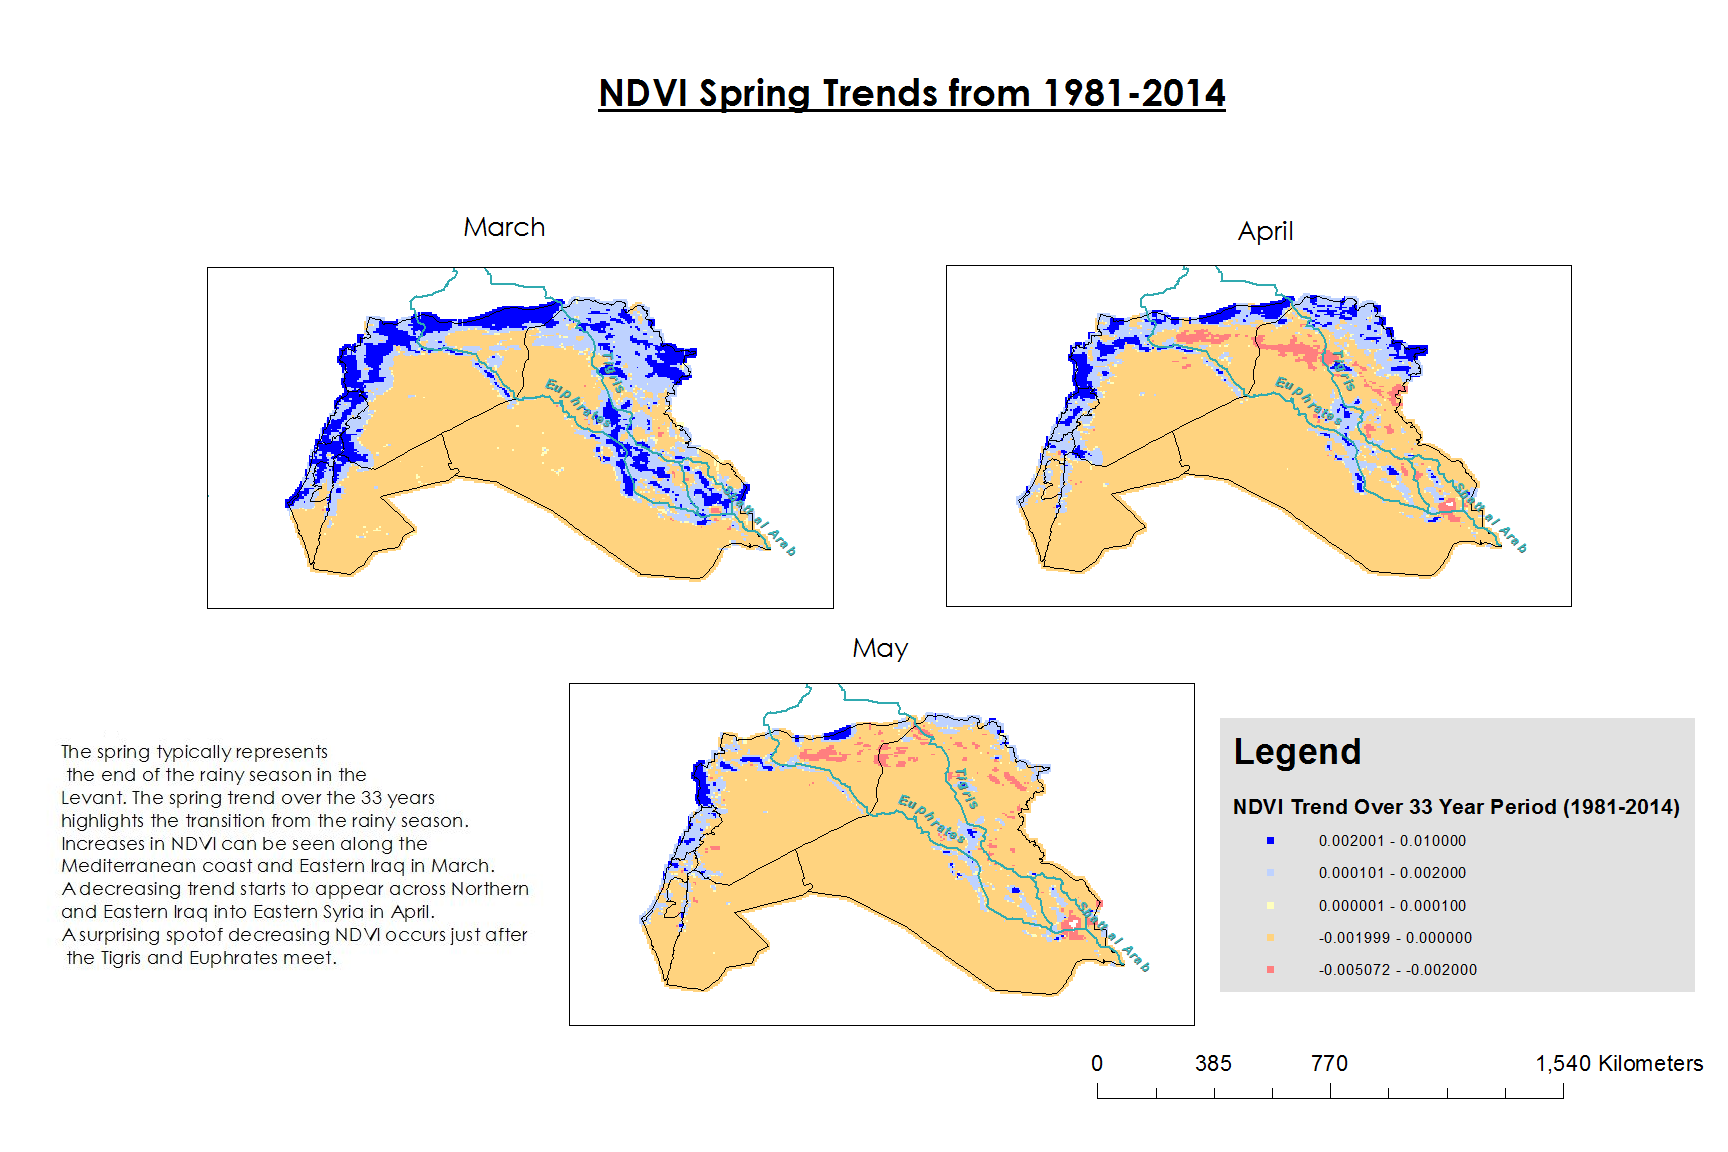 NDVI Spring Trends from 1981-2014
March
April
Tigris
Euphrates
Shatt al Arab
Tigris
Euphrates
Shatt al Arab
May
Tigris
Euphrates
Shatt al Arab
The spring typically represents
the end of the rainy season in the
Levant. The spring trend over the 33 years
highlights the transition from the rainy season.
Increases in NDVI can be seen along the
Mediterranean coast and Eastern Iraq in March.
A decreasing trend starts to appear across Northern
and Eastern Iraq into Eastern Syria in April.
A surprising spotof decreasing NDVI occurs just after
the Tigris and Euphrates meet.
Legend
NDVI Trend Over 33 Year Period (1981-2014)
0.002001 - 0.010000
0.000101 - 0.002000
0.000001 - 0.000100
-0.001999 - 0.000000
-0.005072 - -0.002000
0 385 770 1,540 Kilometers